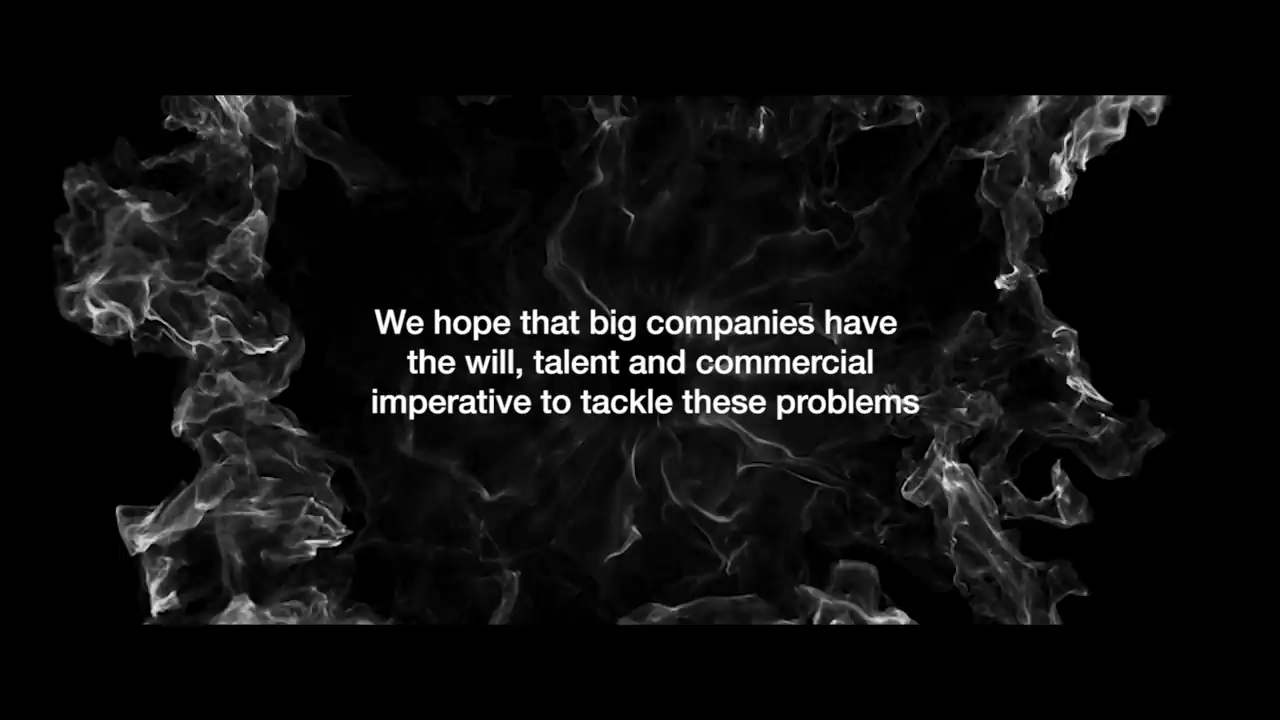 We hope that big companies have
the will, talent and commercial
imperative to tackle these problems